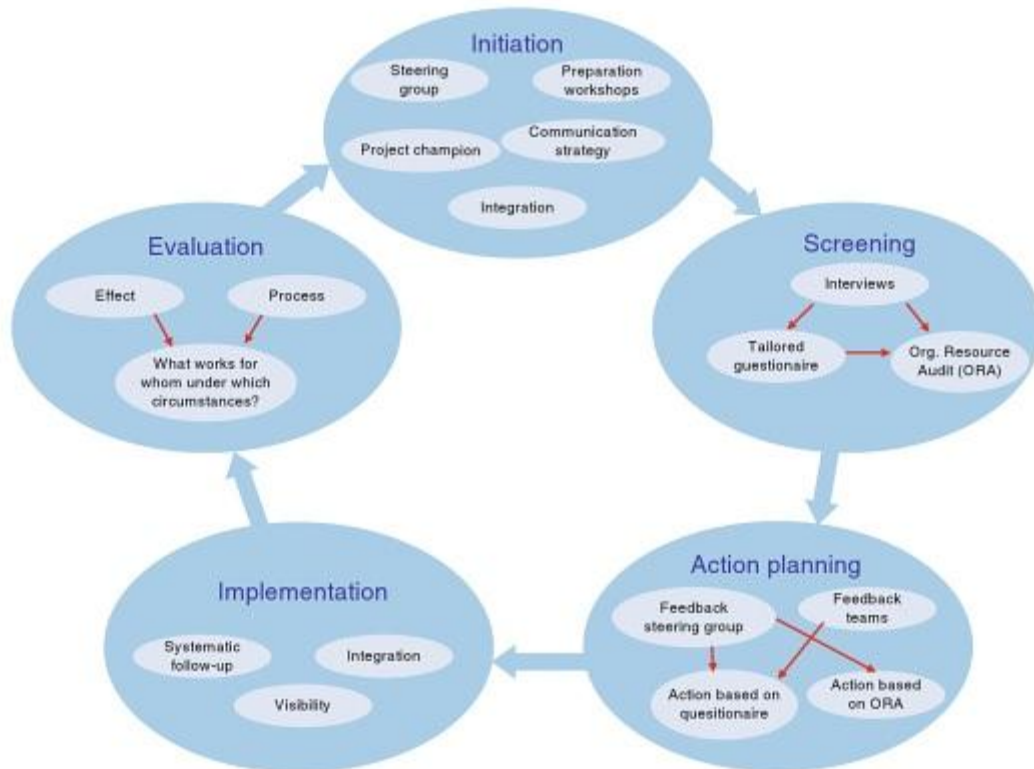 Initiation
Steering
group
Preparation
workshops
Project champion
Communication
strategy
Integration
Screening
Interviews
Tailored
guestionaire
Org. Resource
Audit (ORA)
Action planning
Feedback
steering group
Feedback
teams
Action based on
quesitionaire
Action based
on ORA
Implementation
Systematic
follow-up
Integration
Visibility
Evaluation
Effect
Process
What works for
whom under which
circumstances?